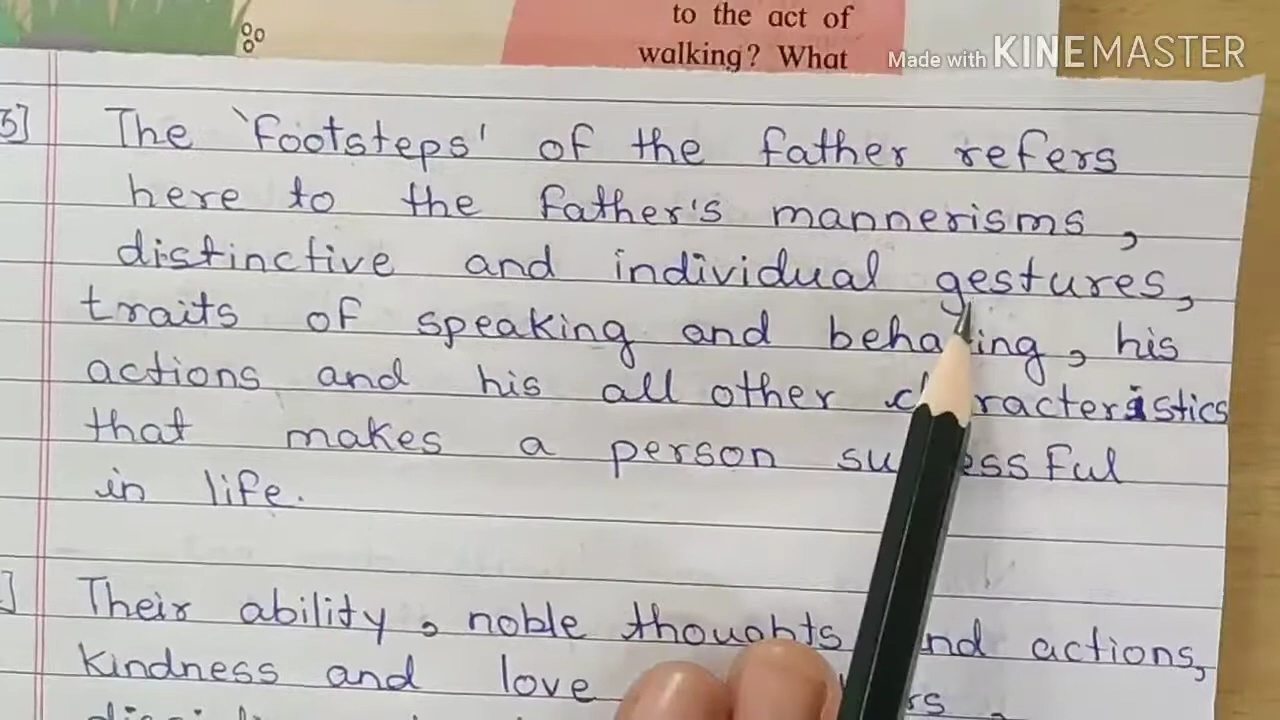 to the act of
walking? What
Made with KINEMASTER
3] The 'footsteps' of the father refers
here to the father's mannerisms,
distinctive and individual gestures,
traits of speaking and behaving, his
actions and his all other characteristics
that makes a person successful
in life.
] Their ability, noble thoughts and actions,
kindness and love